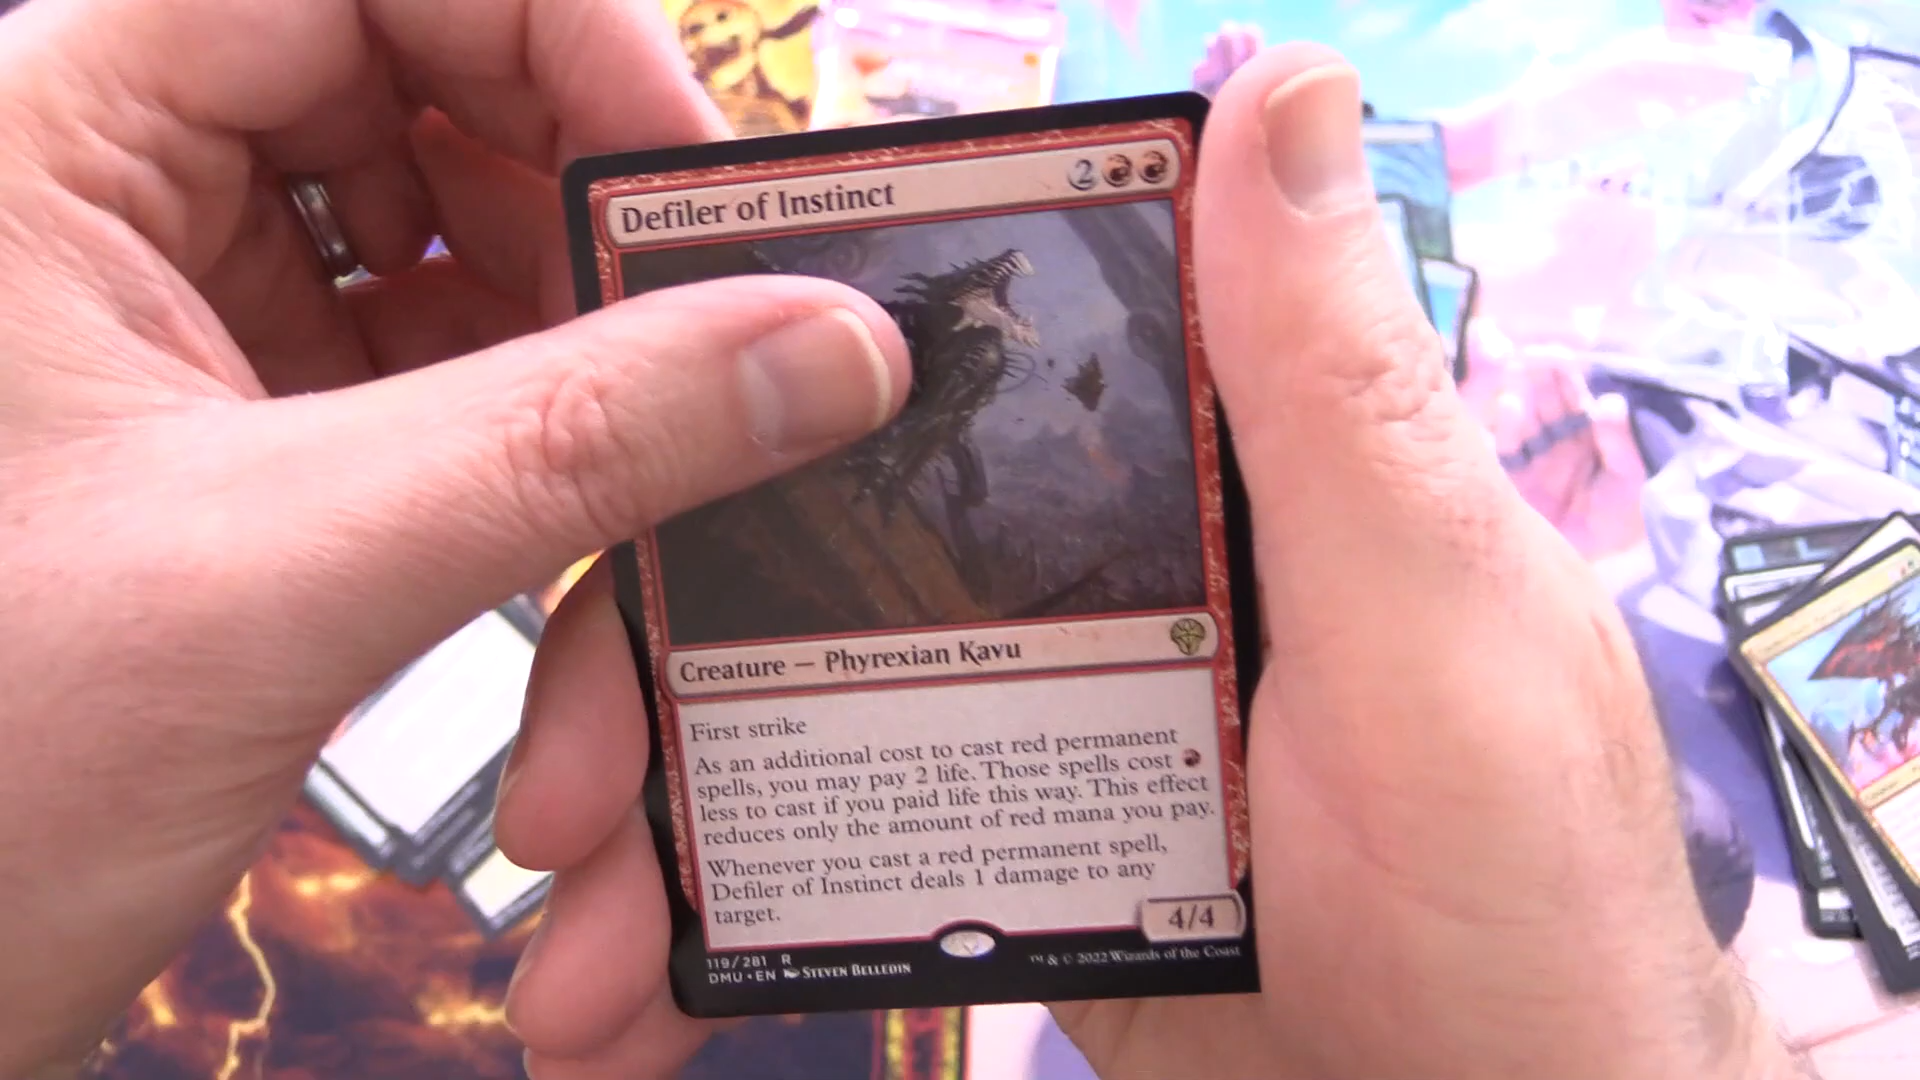 Defiler of Instinct 2
Creature — Phyrexian Kavu
First strike
As an additional cost to cast red permanent
spells, you may pay 2 life. Those spells cost
less to cast if you paid life this way. This effect
reduces only the amount of red mana you pay.
Whenever you cast a red permanent spell,
Defiler of Instinct deals 1 damage to any
target.
4/4
119/281 R
DMU • EN Steven Belledin
™ & © 2022 Wizards of the Coast